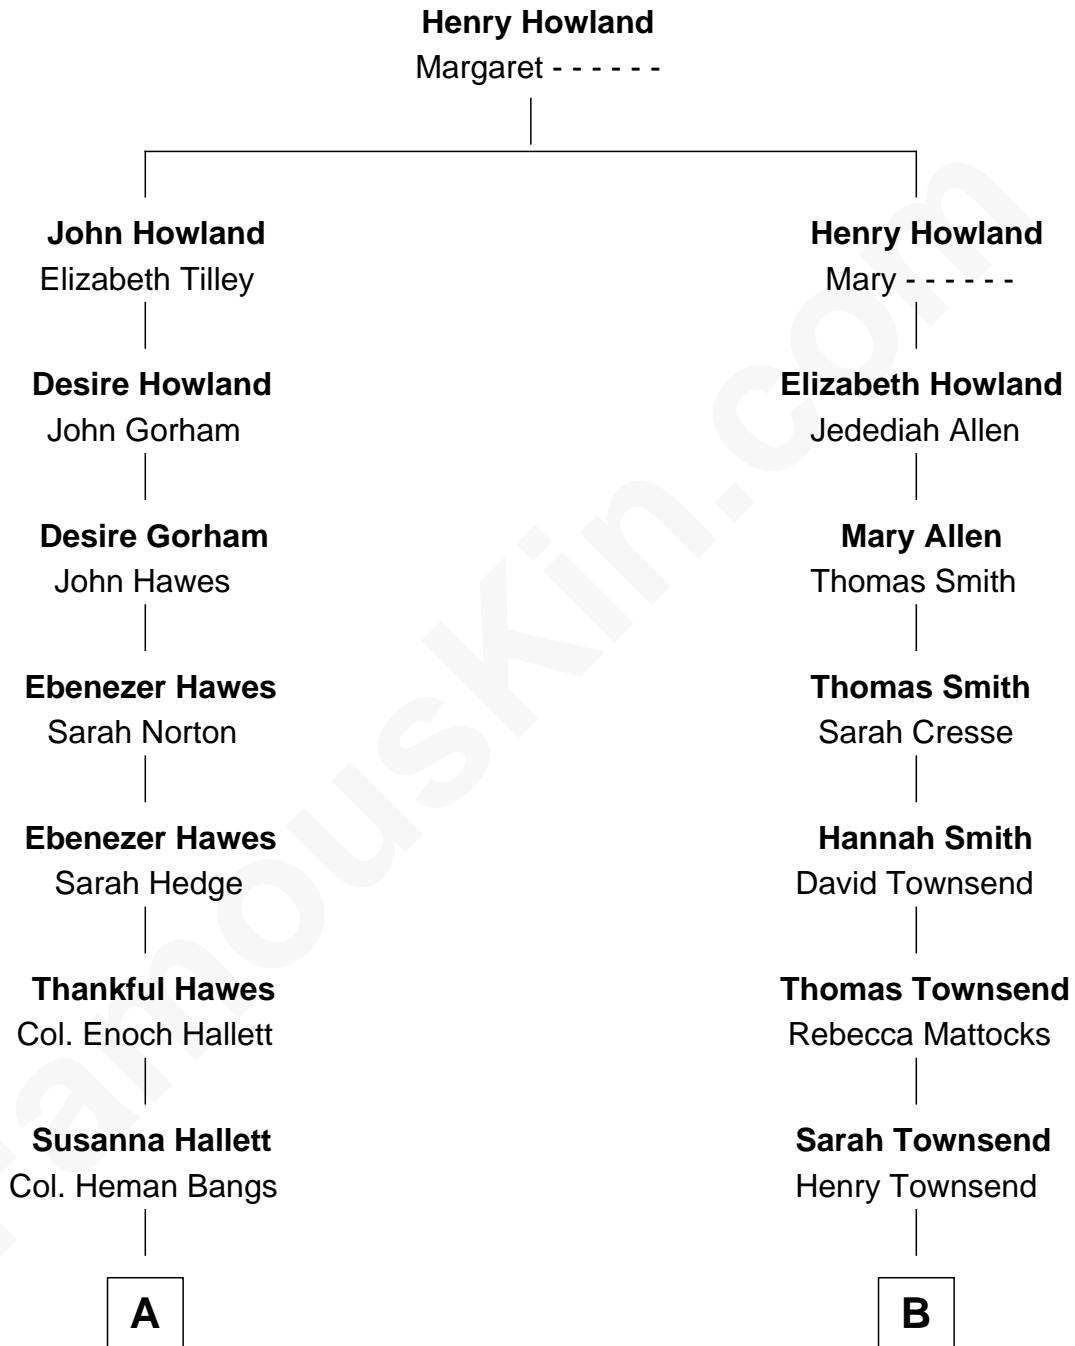 Henry Howland
Margaret - - - - - -
John Howland
Elizabeth Tilley
Henry Howland
Mary - - - - - -
Desire Howland
John Gorham
Elizabeth Howland
Jedediah Allen
Desire Gorham
John Hawes
Mary Allen
Thomas Smith
Ebenezer Hawes
Sarah Norton
Thomas Smith
Sarah Cresse
Ebenezer Hawes
Sarah Hedge
Hannah Smith
David Townsend
Thankful Hawes
Col. Enoch Hallett
Thomas Townsend
Rebecca Mattocks
Susanna Hallett
Col. Heman Bangs
Sarah Townsend
Henry Townsend
A
B
FamousKin.com